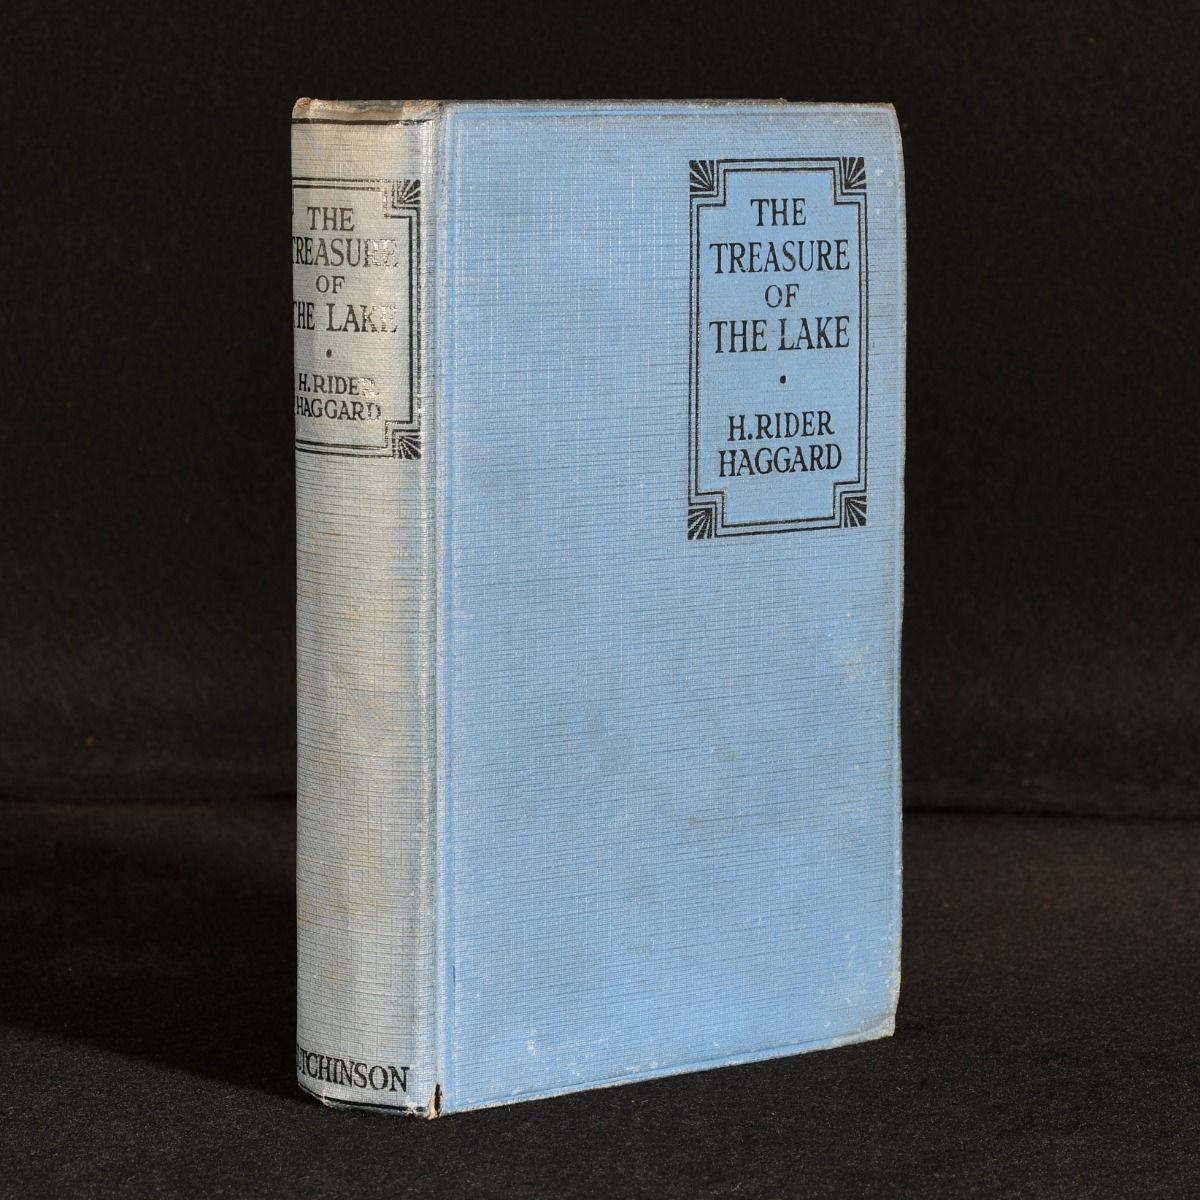 THE
TREASURE
OF
THE LAKE
•
H. RIDER
HAGGARD
THE
TREASURE
OF
THE LAKE
•
H. RIDER
HAGGARD
UTCHINSON